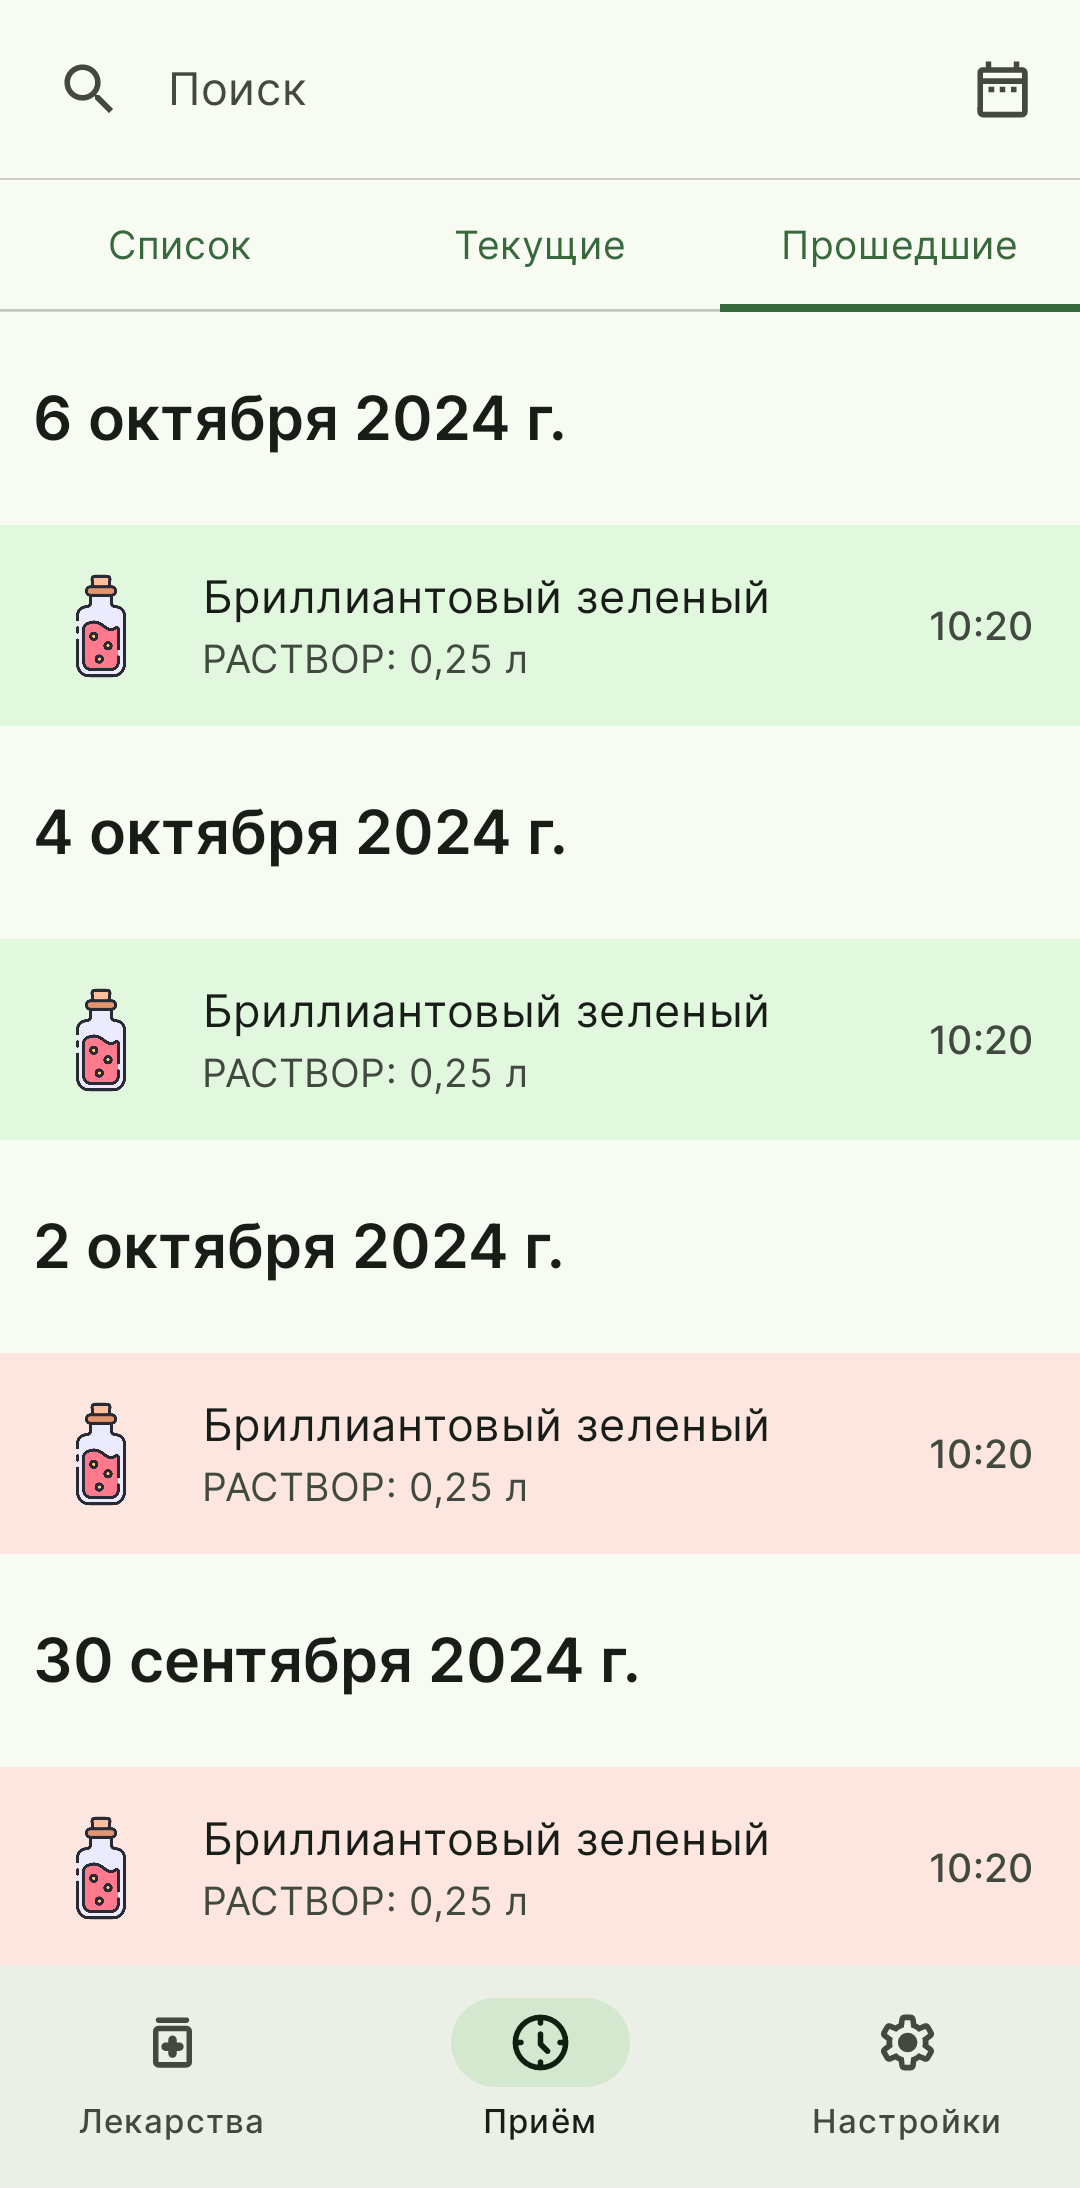 Поиск
Список
Текущие
Прошедшие
6 октября 2024 г.
Бриллиантовый зеленый
РАСТВОР: 0,25 л
10:20
4 октября 2024 г.
Бриллиантовый зеленый
РАСТВОР: 0,25 л
10:20
2 октября 2024 г.
Бриллиантовый зеленый
РАСТВОР: 0,25 л
10:20
30 сентября 2024 г.
Бриллиантовый зеленый
РАСТВОР: 0,25 л
10:20
Лекарства
Приём
Настройки